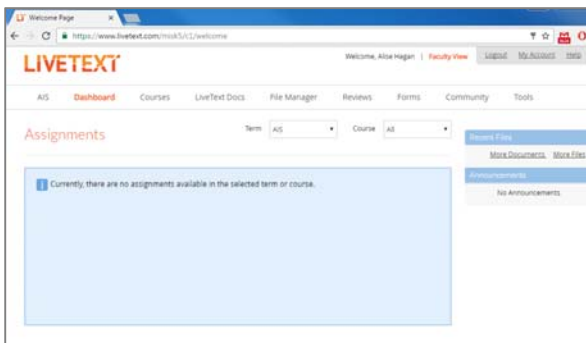 Welcome Page
https://www.livetext.com/misk5/c1/welcome
LIVETEXT
Welcome, Alise Hagan | Faculty View Logout My Account Help
AIS Dashboard Courses LiveText Docs File Manager Reviews Forms Community Tools
Assignments Term AIS Course All
Recent Files
More Documents More Files
Currently, there are no assignments available in the selected term or course.
Announcements
No Announcements